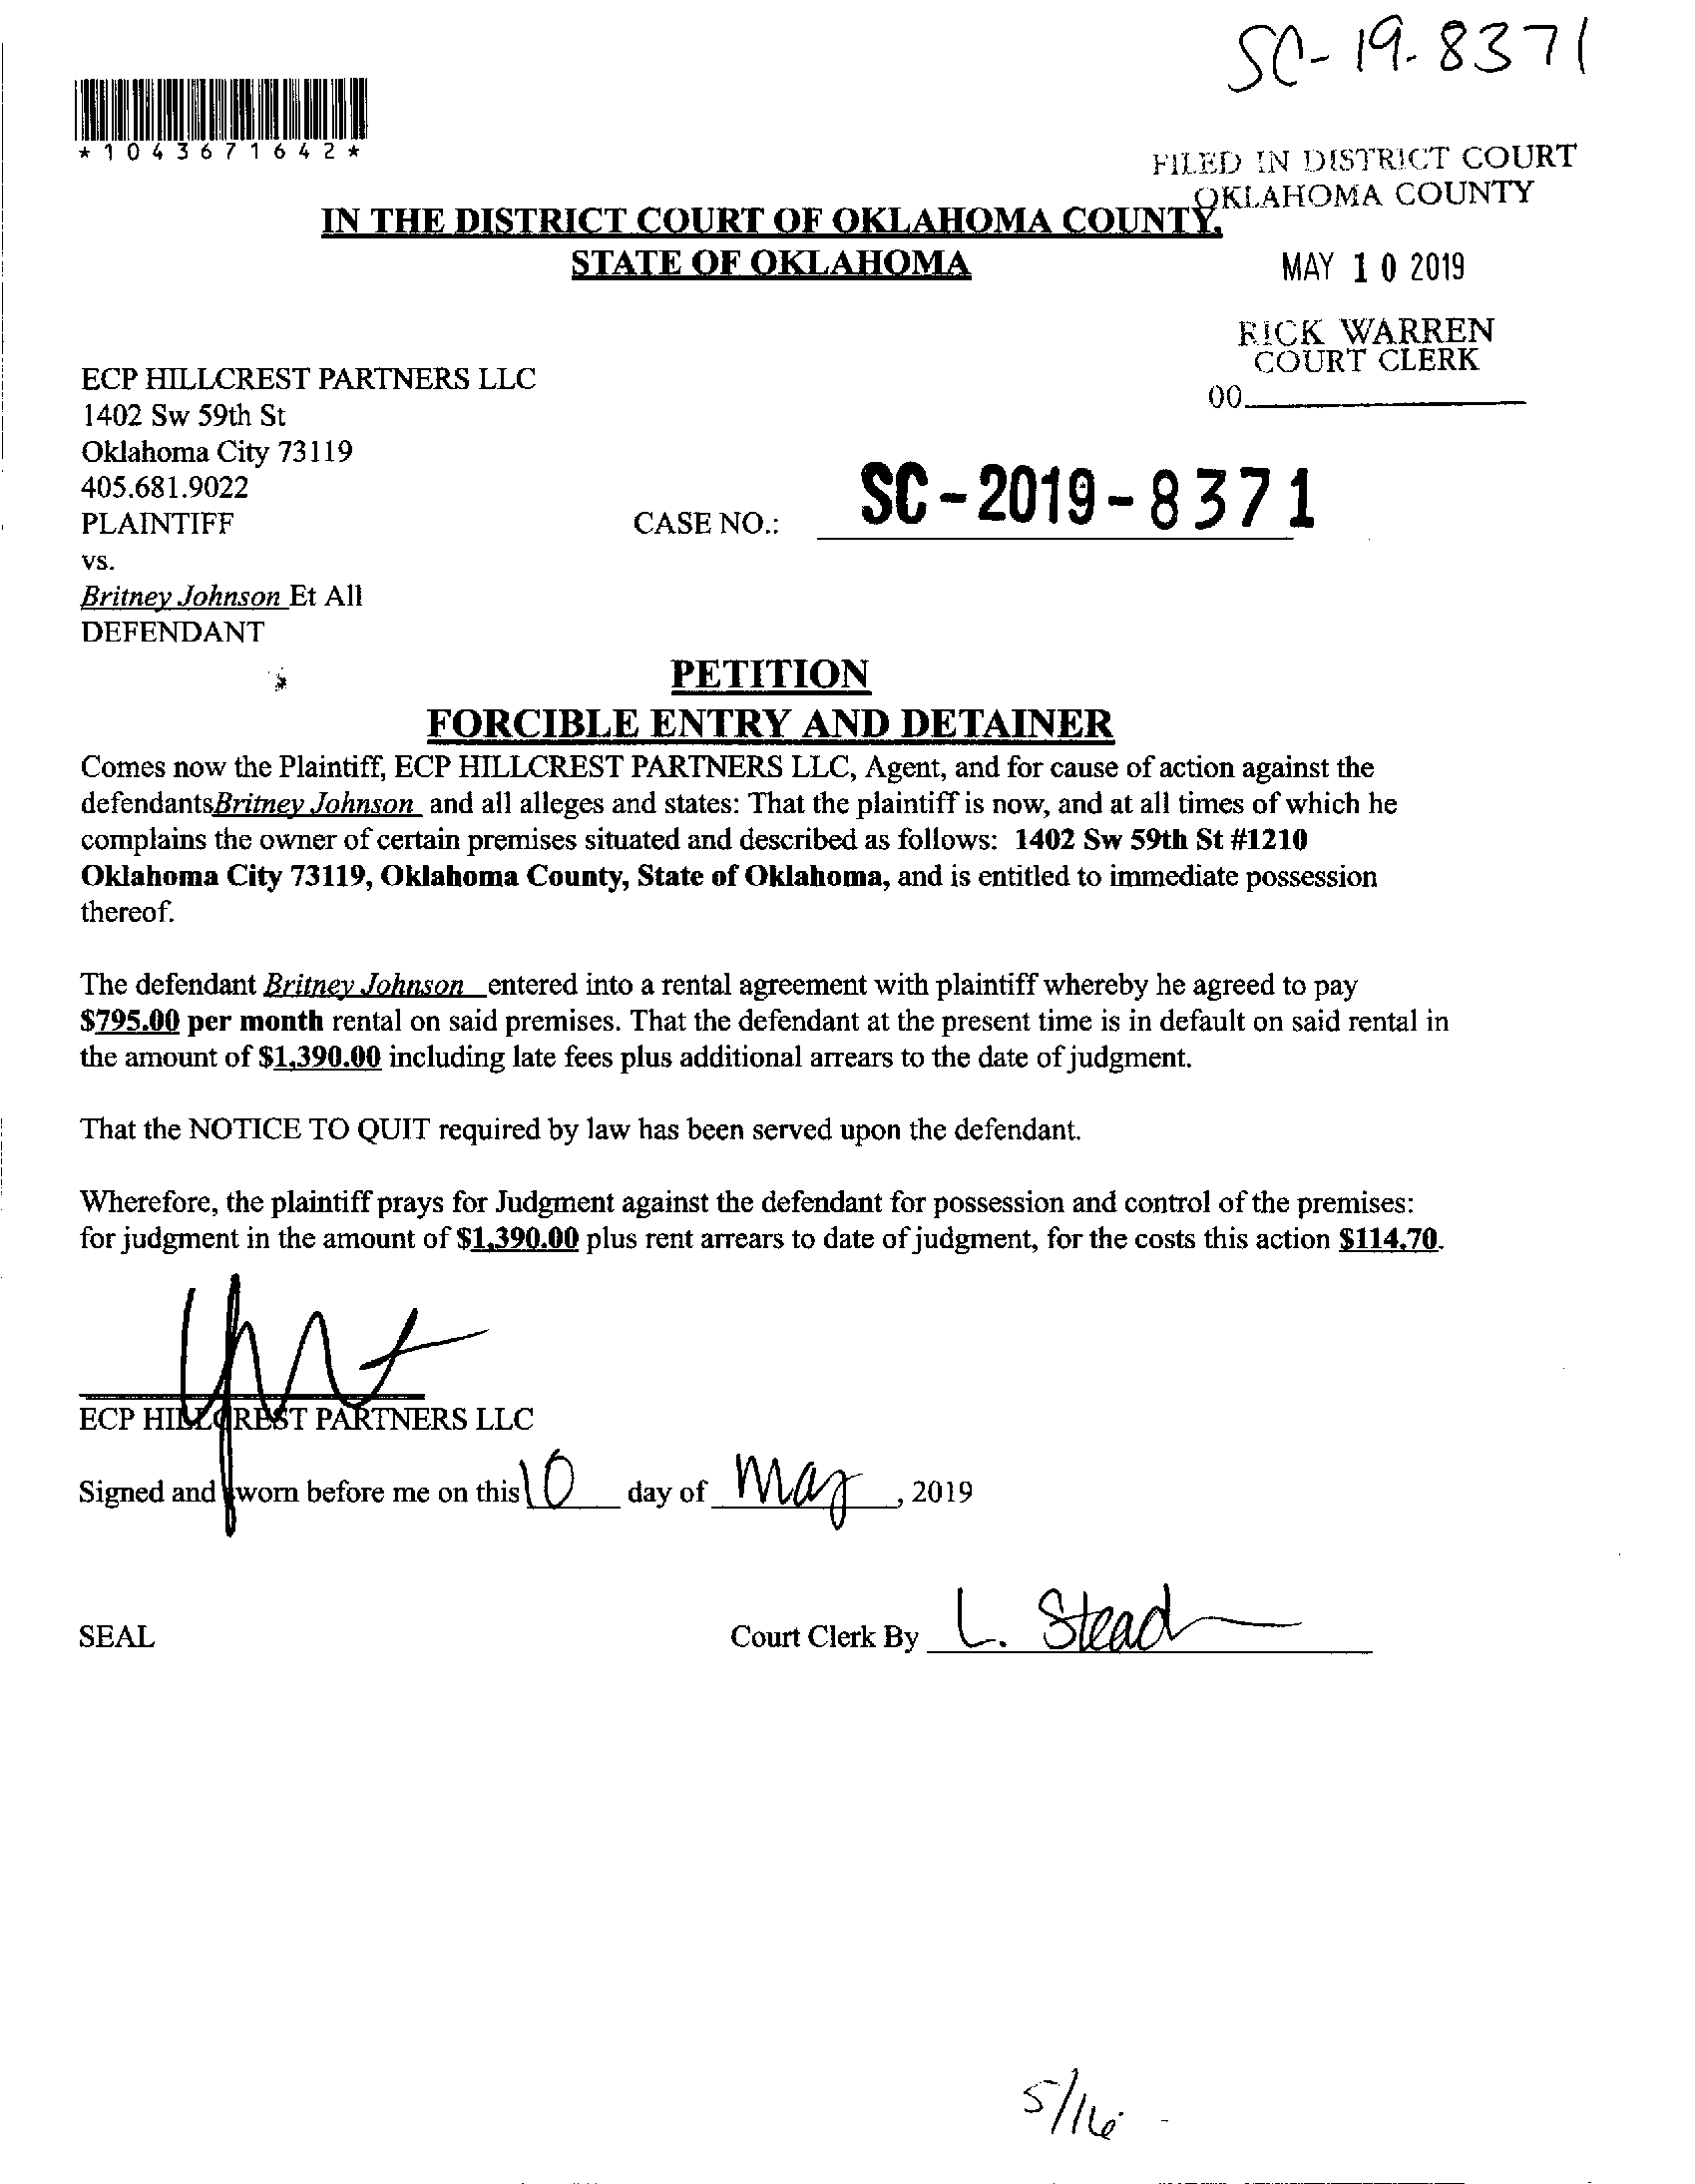 SC-19-8371
*1043671642*
FILED IN DISTRICT COURT
OKLAHOMA COUNTY
IN THE DISTRICT COURT OF OKLAHOMA COUNTY,
STATE OF OKLAHOMA
MAY 10 2019
RICK WARREN
COURT CLERK
00
ECP HILLCREST PARTNERS LLC
1402 Sw 59th St
Oklahoma City 73119
405.681.9022
PLAINTIFF
CASE NO.: SC-2019-8371
vs.
Britney Johnson Et All
DEFENDANT
PETITION
FORCIBLE ENTRY AND DETAINER
Comes now the Plaintiff, ECP HILLCREST PARTNERS LLC, Agent, and for cause of action against the
defendantsBritney Johnson and all alleges and states: That the plaintiff is now, and at all times of which he
complains the owner of certain premises situated and described as follows: 1402 Sw 59th St #1210
Oklahoma City 73119, Oklahoma County, State of Oklahoma, and is entitled to immediate possession
thereof.
The defendant Britney Johnson entered into a rental agreement with plaintiff whereby he agreed to pay
$795.00 per month rental on said premises. That the defendant at the present time is in default on said rental in
the amount of $1,390.00 including late fees plus additional arrears to the date of judgment.
That the NOTICE TO QUIT required by law has been served upon the defendant.
Wherefore, the plaintiff prays for Judgment against the defendant for possession and control of the premises:
for judgment in the amount of $1,390.00 plus rent arrears to date of judgment, for the costs this action $114.70.
ECP HILLCREST PARTNERS LLC
Signed and sworn before me on this 10 day of May, 2019
SEAL
Court Clerk By L. Stead
5/16